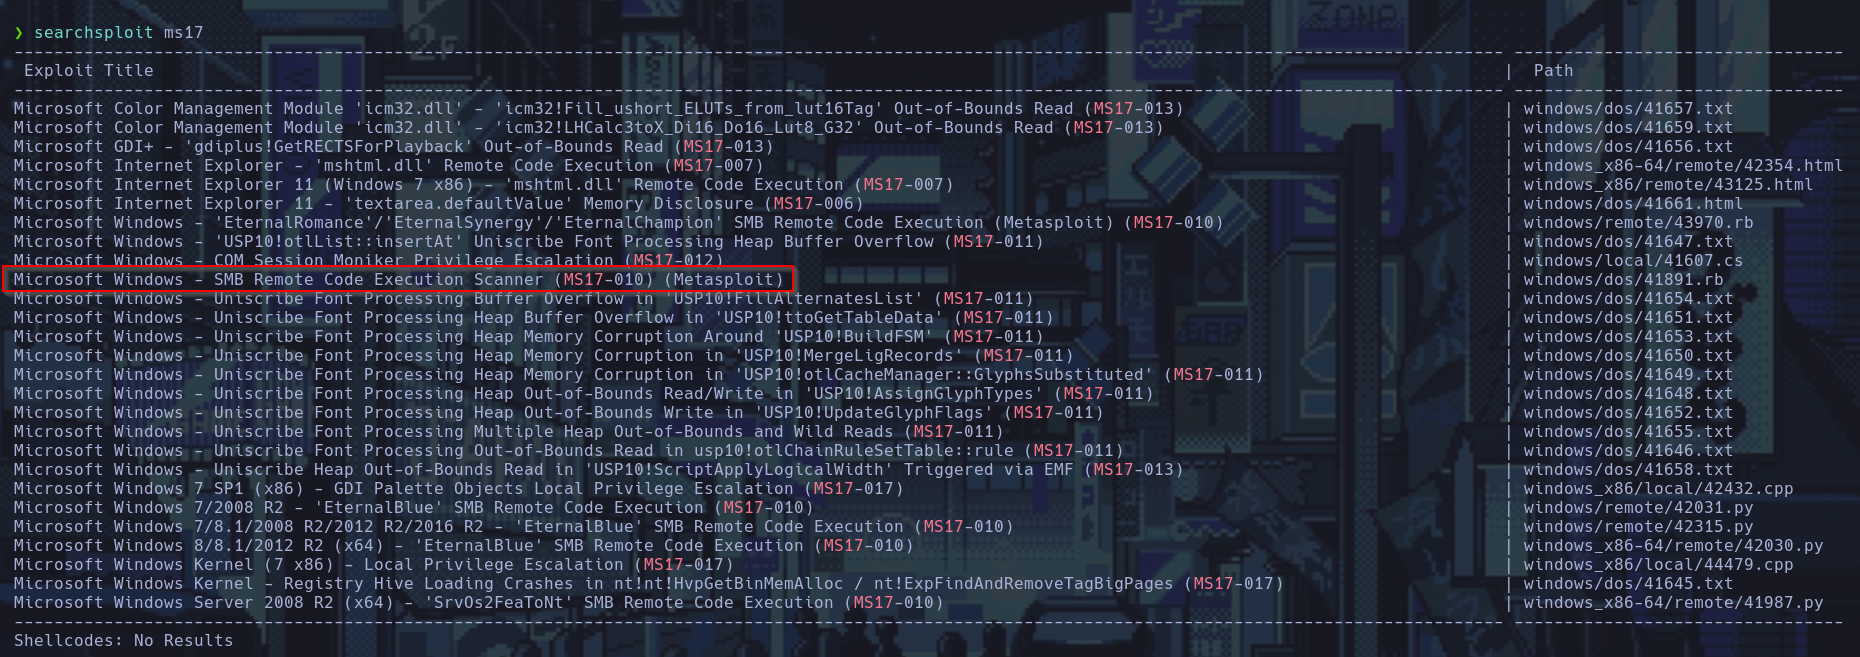 ❯ searchsploit ms17
Exploit Title | Path
Microsoft Color Management Module 'icm32.dll' - 'icm32!Fill_ushort_ELUTs_from_lut16Tag' Out-of-Bounds Read (MS17-013) | windows/dos/41657.txt
Microsoft Color Management Module 'icm32.dll' - 'icm32!LHCalc3toX_Di16_Do16_Lut8_G32' Out-of-Bounds Read (MS17-013) | windows/dos/41659.txt
Microsoft GDI+ - 'gdiplus!GetRECTSForPlayback' Out-of-Bounds Read (MS17-013) | windows/dos/41656.txt
Microsoft Internet Explorer - 'mshtml.dll' Remote Code Execution (MS17-007) | windows_x86-64/remote/42354.html
Microsoft Internet Explorer 11 (Windows 7 x86) - 'mshtml.dll' Remote Code Execution (MS17-007) | windows_x86/remote/43125.html
Microsoft Internet Explorer 11 - 'textarea.defaultValue' Memory Disclosure (MS17-006) | windows/dos/41661.html
Microsoft Windows - 'EternalRomance'/'EternalSynergy'/'EternalChampion' SMB Remote Code Execution (Metasploit) (MS17-010) | windows/remote/43970.rb
Microsoft Windows - 'USP10!otlList::insertAt' Uniscribe Font Processing Heap Buffer Overflow (MS17-011) | windows/dos/41647.txt
Microsoft Windows - COM Session Moniker Privilege Escalation (MS17-012) | windows/local/41607.cs
Microsoft Windows - SMB Remote Code Execution Scanner (MS17-010) (Metasploit) | windows/dos/41891.rb
Microsoft Windows - Uniscribe Font Processing Buffer Overflow in 'USP10!FillAlternatesList' (MS17-011) | windows/dos/41654.txt
Microsoft Windows - Uniscribe Font Processing Heap Buffer Overflow in 'USP10!ttoGetTableData' (MS17-011) | windows/dos/41651.txt
Microsoft Windows - Uniscribe Font Processing Heap Memory Corruption Around 'USP10!BuildFSM' (MS17-011) | windows/dos/41653.txt
Microsoft Windows - Uniscribe Font Processing Heap Memory Corruption in 'USP10!MergeLigRecords' (MS17-011) | windows/dos/41650.txt
Microsoft Windows - Uniscribe Font Processing Heap Memory Corruption in 'USP10!otlCacheManager::GlyphsSubstituted' (MS17-011) | windows/dos/41649.txt
Microsoft Windows - Uniscribe Font Processing Heap Out-of-Bounds Read/Write in 'USP10!AssignGlyphTypes' (MS17-011) | windows/dos/41648.txt
Microsoft Windows - Uniscribe Font Processing Heap Out-of-Bounds Write in 'USP10!UpdateGlyphFlags' (MS17-011) | windows/dos/41652.txt
Microsoft Windows - Uniscribe Font Processing Multiple Heap Out-of-Bounds and Wild Reads (MS17-011) | windows/dos/41655.txt
Microsoft Windows - Uniscribe Font Processing Out-of-Bounds Read in usp10!otlChainRuleSetTable::rule (MS17-011) | windows/dos/41646.txt
Microsoft Windows - Uniscribe Heap Out-of-Bounds Read in 'USP10!ScriptApplyLogicalWidth' Triggered via EMF (MS17-013) | windows/dos/41658.txt
Microsoft Windows 7 SP1 (x86) - GDI Palette Objects Local Privilege Escalation (MS17-017) | windows_x86/local/42432.cpp
Microsoft Windows 7/2008 R2 - 'EternalBlue' SMB Remote Code Execution (MS17-010) | windows/remote/42031.py
Microsoft Windows 7/8.1/2008 R2/2012 R2/2016 R2 - 'EternalBlue' SMB Remote Code Execution (MS17-010) | windows/remote/42315.py
Microsoft Windows 8/8.1/2012 R2 (x64) - 'EternalBlue' SMB Remote Code Execution (MS17-010) | windows_x86-64/remote/42030.py
Microsoft Windows Kernel (7 x86) - Local Privilege Escalation (MS17-017) | windows_x86/local/44479.cpp
Microsoft Windows Kernel - Registry Hive Loading Crashes in nt!nt!HvpGetBinMemAlloc / nt!ExpFindAndRemoveTagBigPages (MS17-017) | windows/dos/41645.txt
Microsoft Windows Server 2008 R2 (x64) - 'SrvOs2FeaToNt' SMB Remote Code Execution (MS17-010) | windows_x86-64/remote/41987.py
Shellcodes: No Results